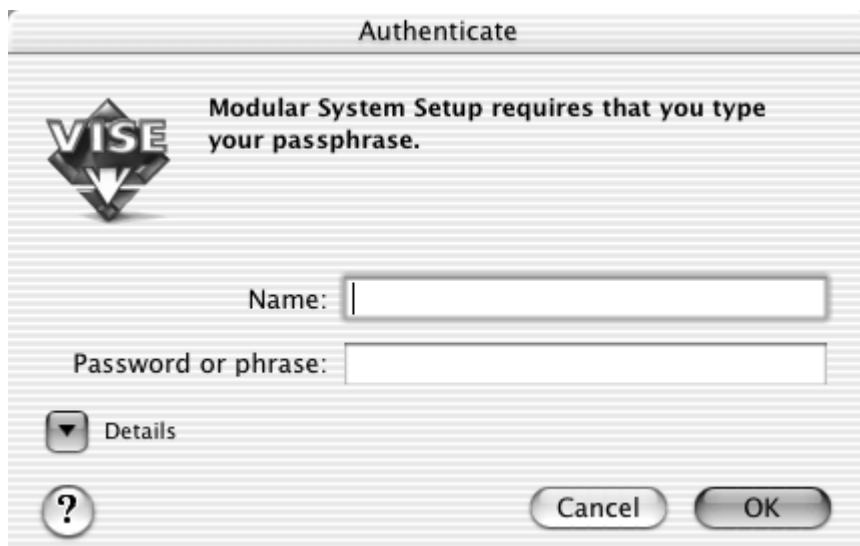 Authenticate
VISE
Modular System Setup requires that you type
your passphrase.
Name:
Password or phrase:
Details
?
Cancel
OK